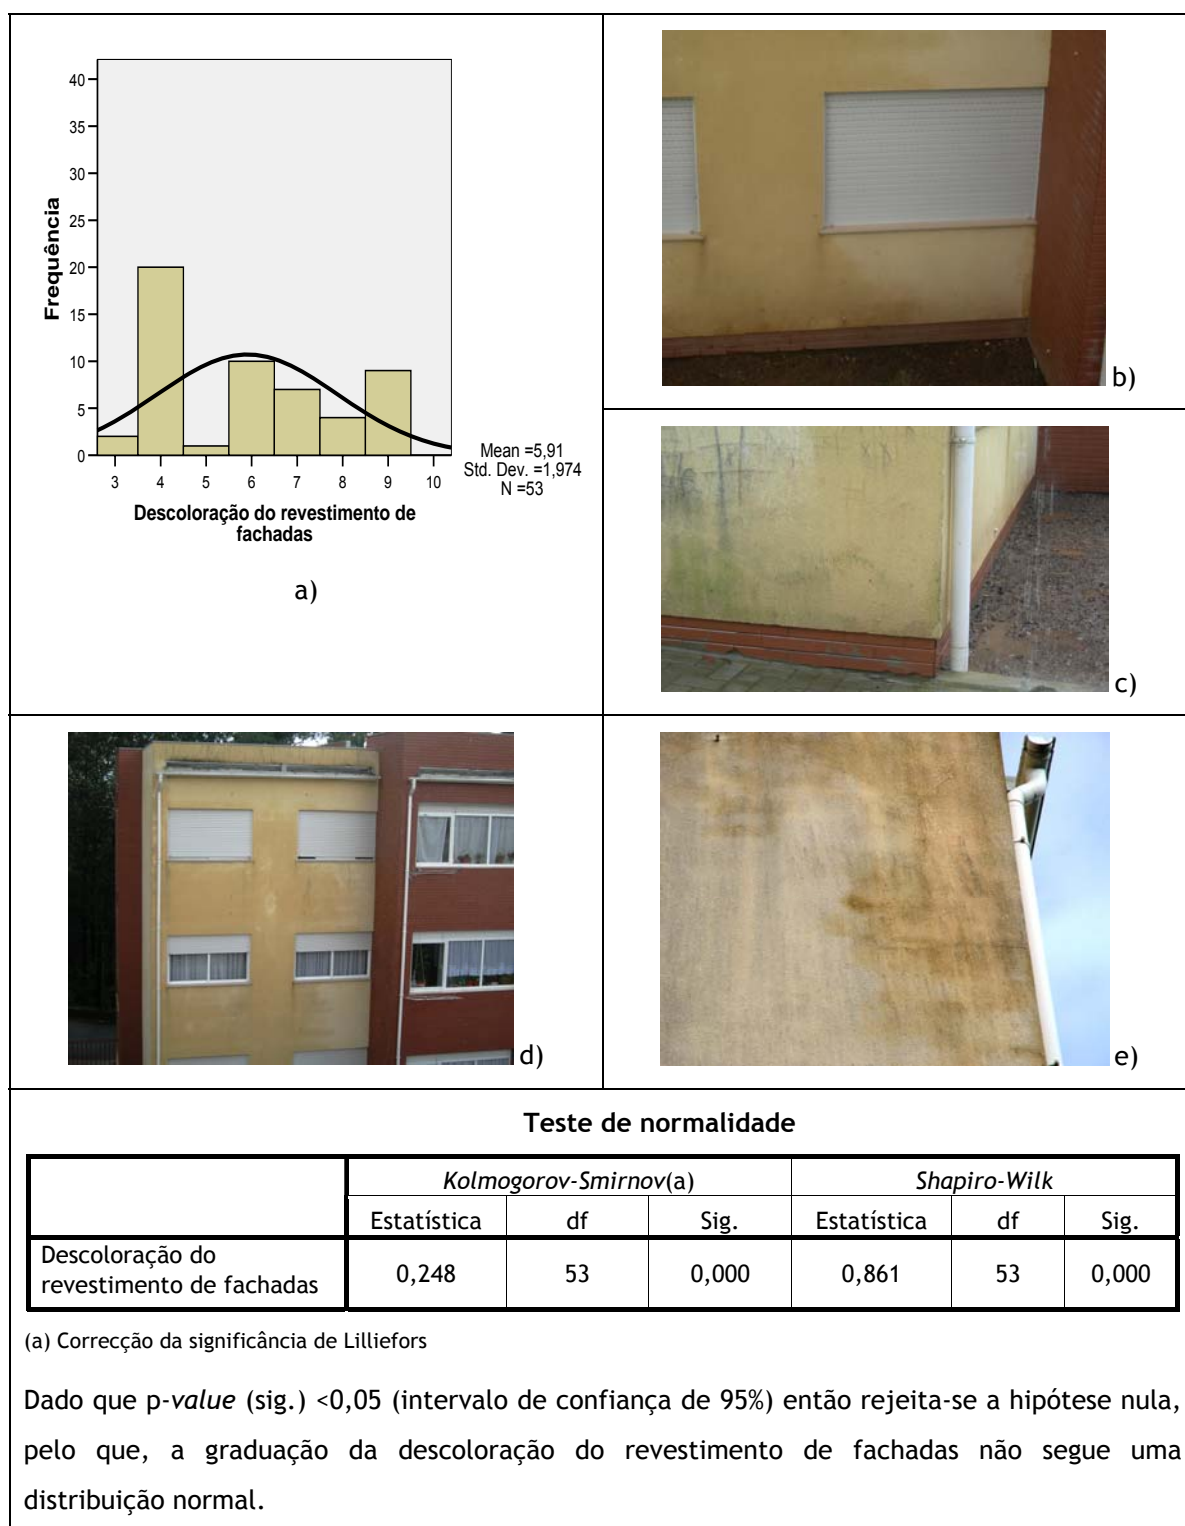 40
35
30
25
20
15
10
5
0
Frequência
3 4 5 6 7 8 9 10
Descoloração do revestimento de
fachadas
Mean =5,91
Std. Dev. =1,974
N =53
a)
b)
c)
d)
e)
Teste de normalidade
Kolmogorov-Smirnov(a) Shapiro-Wilk
Estatística df Sig. Estatística df Sig.
Descoloração do
revestimento de fachadas 0,248 53 0,000 0,861 53 0,000
(a) Correcção da significância de Lilliefors
Dado que p-value (sig.) <0,05 (intervalo de confiança de 95%) então rejeita-se a hipótese nula,
pelo que, a graduação da descoloração do revestimento de fachadas não segue uma
distribuição normal.